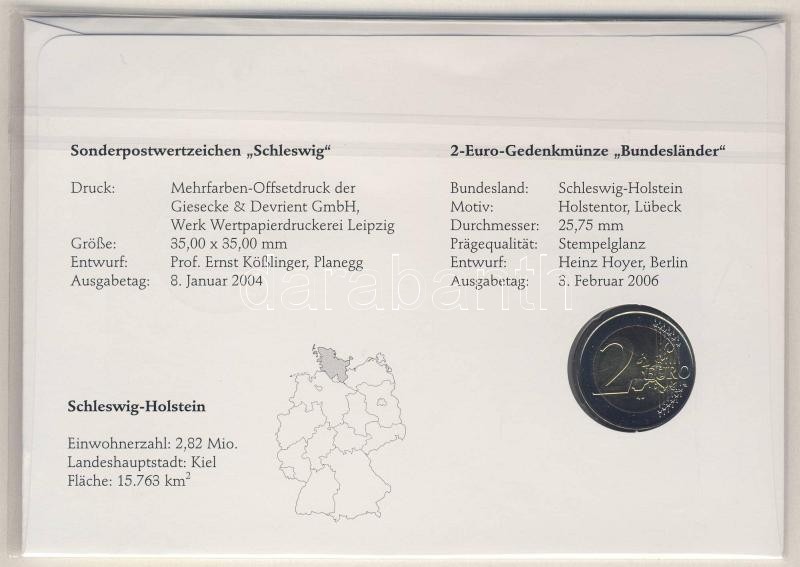 Sonderpostwertzeichen „Schleswig"
Druck: Mehrfarben-Offsetdruck der
Giesecke & Devrient GmbH,
Werk Wertpapierdruckerei Leipzig
Größe: 35,00 x 35,00 mm
Entwurf: Prof. Ernst Kößlinger, Planegg
Ausgabetag: 8. Januar 2004
2-Euro-Gedenkmünze „Bundesländer"
Bundesland: Schleswig-Holstein
Motiv: Holstentor, Lübeck
Durchmesser: 25,75 mm
Prägequalität: Stempelglanz
Entwurf: Heinz Hoyer, Berlin
Ausgabetag: 3. Februar 2006
darabanth
2 EURO
Schleswig-Holstein
Einwohnerzahl: 2,82 Mio.
Landeshauptstadt: Kiel
Fläche: 15.763 km²